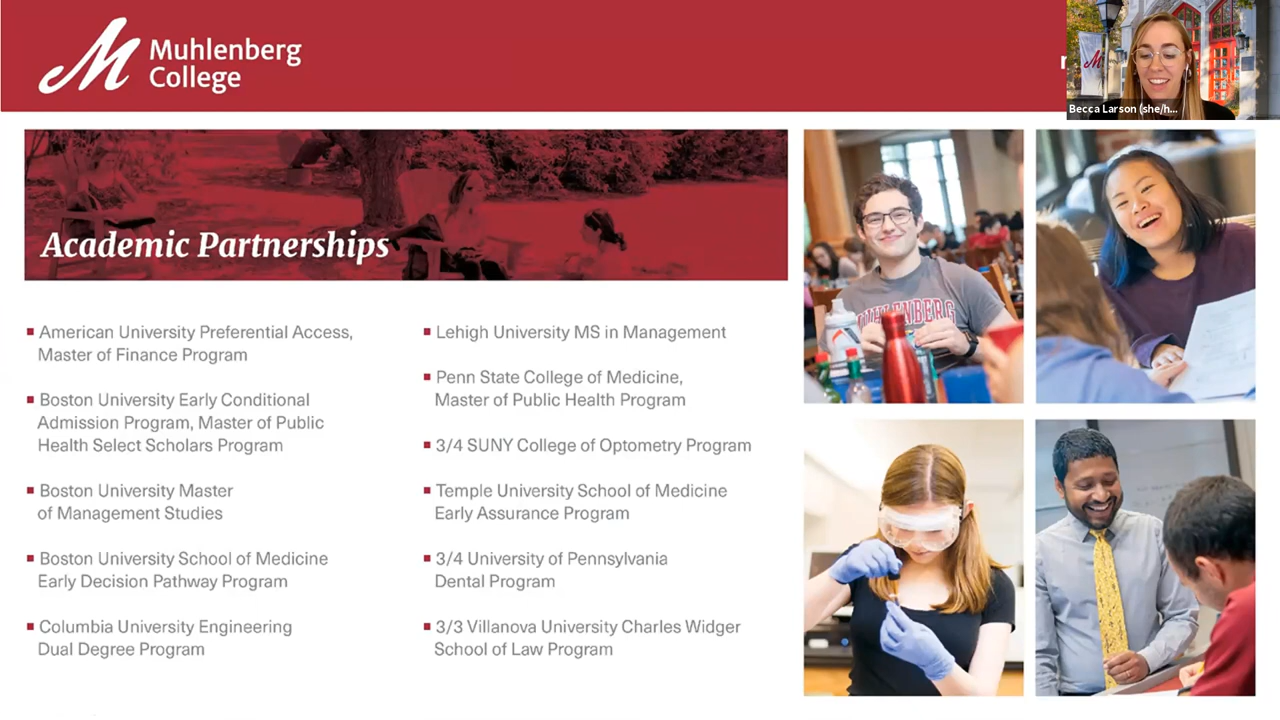 Muhlenberg
College
Becca Larson (she/h...
Academic Partnerships
American University Preferential Access,
Master of Finance Program
Boston University Early Conditional
Admission Program, Master of Public
Health Select Scholars Program
Boston University Master
of Management Studies
Boston University School of Medicine
Early Decision Pathway Program
Columbia University Engineering
Dual Degree Program
Lehigh University MS in Management
Penn State College of Medicine,
Master of Public Health Program
3/4 SUNY College of Optometry Program
Temple University School of Medicine
Early Assurance Program
3/4 University of Pennsylvania
Dental Program
3/3 Villanova University Charles Widger
School of Law Program